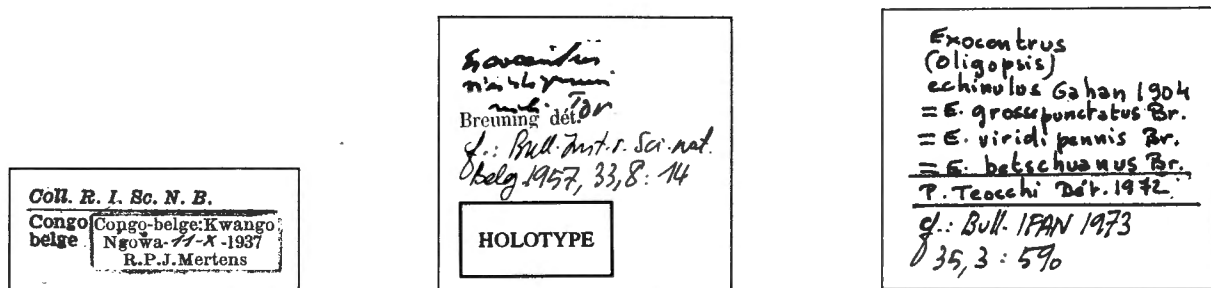 Coll. R. I. Sc. N. B.
Congo belge
Congo-belge: Kwango
Ngowa-11-X-1937
R.P.J.Mertens
Exocentrus
Breuning dét.
cf.: Bull. Inst. r. Sci. nat.
Belg. 1957, 33, 8: 14
HOLOTYPE
Exocentrus
(Oligopsis)
echinulus Gahan 1904
= E. grossepunctatus Br.
= E. viridipennis Br.
= E. betschuanus Br.
P. Teocchi Dét. 1972.
cf.: Bull. IFAN 1973
35, 3 : 590